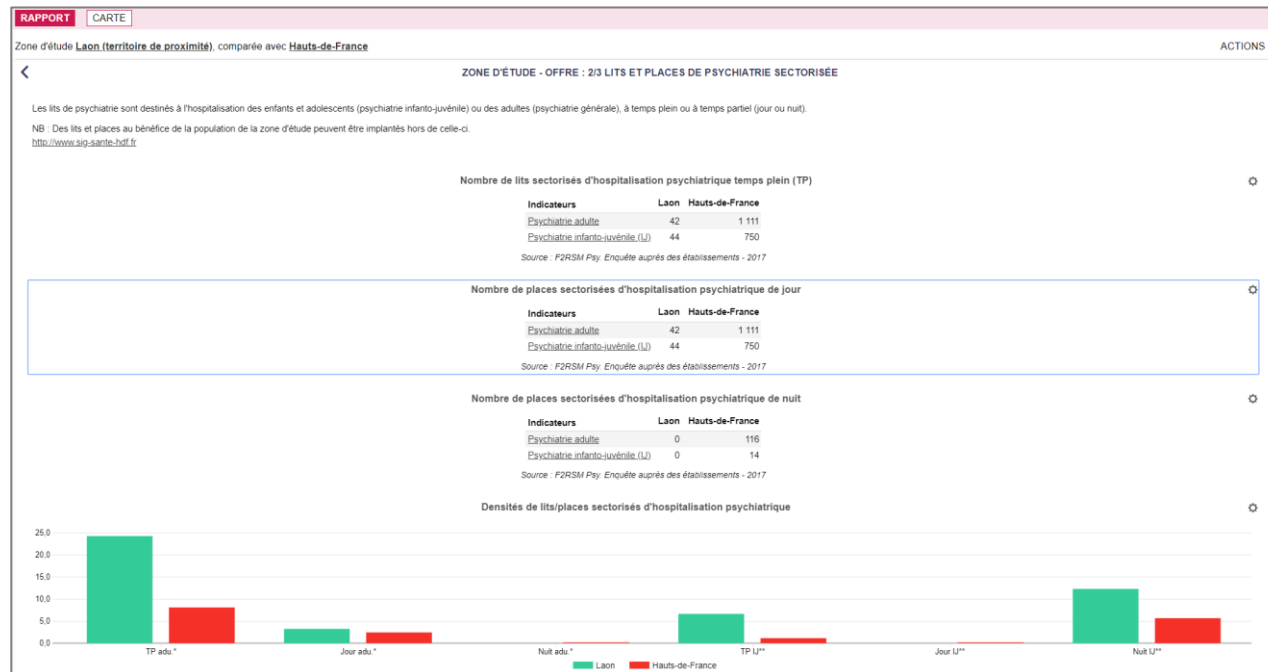 RAPPORT CARTE
Zone d'étude Laon (territoire de proximité), comparée avec Hauts-de-France ACTIONS
ZONE D'ÉTUDE - OFFRE : 2/3 LITS ET PLACES DE PSYCHIATRIE SECTORISÉE
Les lits de psychiatrie sont destinés à l'hospitalisation des enfants et adolescents (psychiatrie infanto-juvénile) ou des adultes (psychiatrie générale), à temps plein ou à temps partiel (jour ou nuit).
NB : Des lits et places au bénéfice de la population de la zone d'étude peuvent être implantés hors de celle-ci.
http://www.sig-sante-hdf.fr
Nombre de lits sectorisés d'hospitalisation psychiatrique temps plein (TP)
Indicateurs Laon Hauts-de-France
Psychiatrie adulte 42 1 111
Psychiatrie infanto-juvénile (IJ) 44 750
Source : F2RSM Psy. Enquête auprès des établissements - 2017
Nombre de places sectorisées d'hospitalisation psychiatrique de jour
Indicateurs Laon Hauts-de-France
Psychiatrie adulte 42 1 111
Psychiatrie infanto-juvénile (IJ) 44 750
Source : F2RSM Psy. Enquête auprès des établissements - 2017
Nombre de places sectorisées d'hospitalisation psychiatrique de nuit
Indicateurs Laon Hauts-de-France
Psychiatrie adulte 0 116
Psychiatrie infanto-juvénile (IJ) 0 14
Source : F2RSM Psy. Enquête auprès des établissements - 2017
Densités de lits/places sectorisés d'hospitalisation psychiatrique
25,0
20,0
15,0
10,0
5,0
0,0
TP adu.* Jour adu.* Nuit adu.* TP IJ** Jour IJ** Nuit IJ**
Laon Hauts-de-France